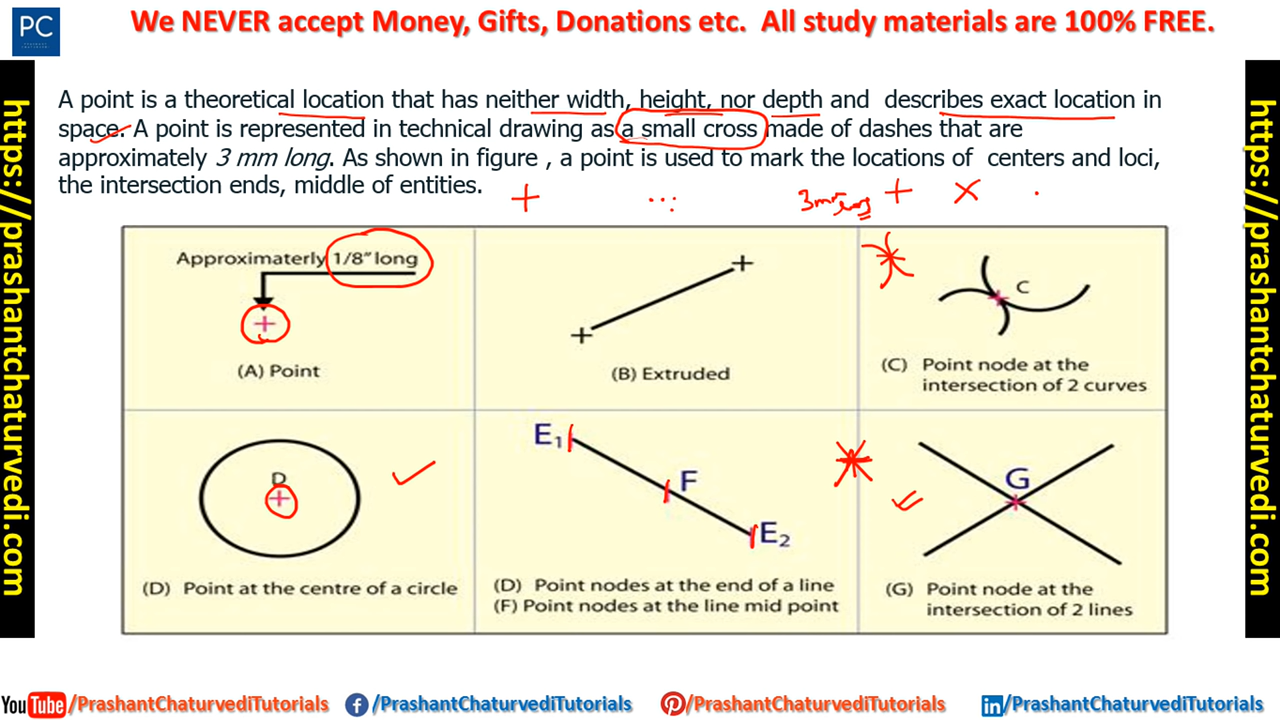 PC
We NEVER accept Money, Gifts, Donations etc. All study materials are 100% FREE.
https://prashantchaturvedi.com
A point is a theoretical location that has neither width, height, nor depth and describes exact location in
space. A point is represented in technical drawing as a small cross made of dashes that are
approximately 3 mm long. As shown in figure , a point is used to mark the locations of centers and loci,
the intersection ends, middle of entities.
3mm long
Approximaterly 1/8" long
(A) Point
(B) Extruded
C
(C) Point node at the
intersection of 2 curves
D
(D) Point at the centre of a circle
E1
F
E2
(D) Point nodes at the end of a line
(F) Point nodes at the line mid point
G
(G) Point node at the
intersection of 2 lines
https://prashantchaturvedi.com
YouTube/PrashantChaturvediTutorials
f/PrashantChaturvediTutorials
/PrashantChaturvediTutorials
in/PrashantChaturvediTutorials